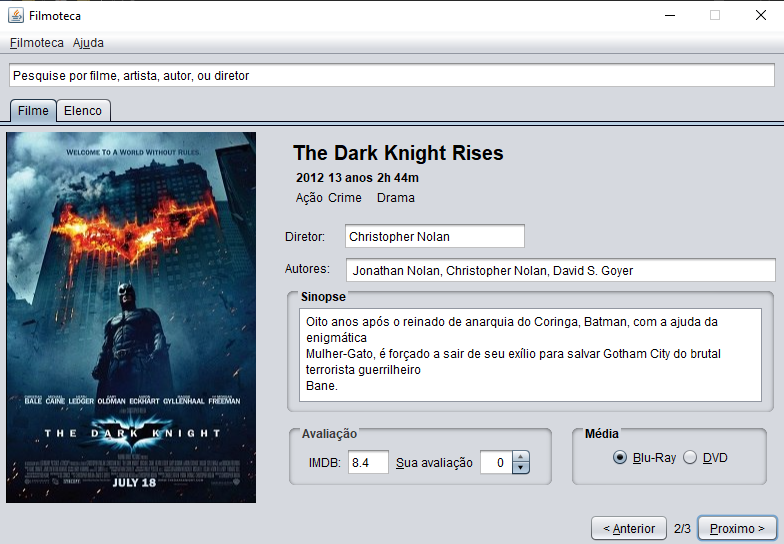 Filmoteca
Filmoteca Ajuda
Pesquise por filme, artista, autor, ou diretor
Filme Elenco
WELCOME TO A WORLD WITHOUT RULES.
BALE CAINE LEDGER OLDMAN ECKHART GYLLENHAAL FREEMAN
THE DARK KNIGHT
JULY 18
The Dark Knight Rises
2012 13 anos 2h 44m
Ação Crime Drama
Diretor: Christopher Nolan
Autores: Jonathan Nolan, Christopher Nolan, David S. Goyer
Sinopse
Oito anos após o reinado de anarquia do Coringa, Batman, com a ajuda da
enigmática
Mulher-Gato, é forçado a sair de seu exílio para salvar Gotham City do brutal
terrorista guerrilheiro
Bane.
Avaliação
IMDB: 8.4 Sua avaliação 0
Média
Blu-Ray DVD
< Anterior 2/3 Proximo >